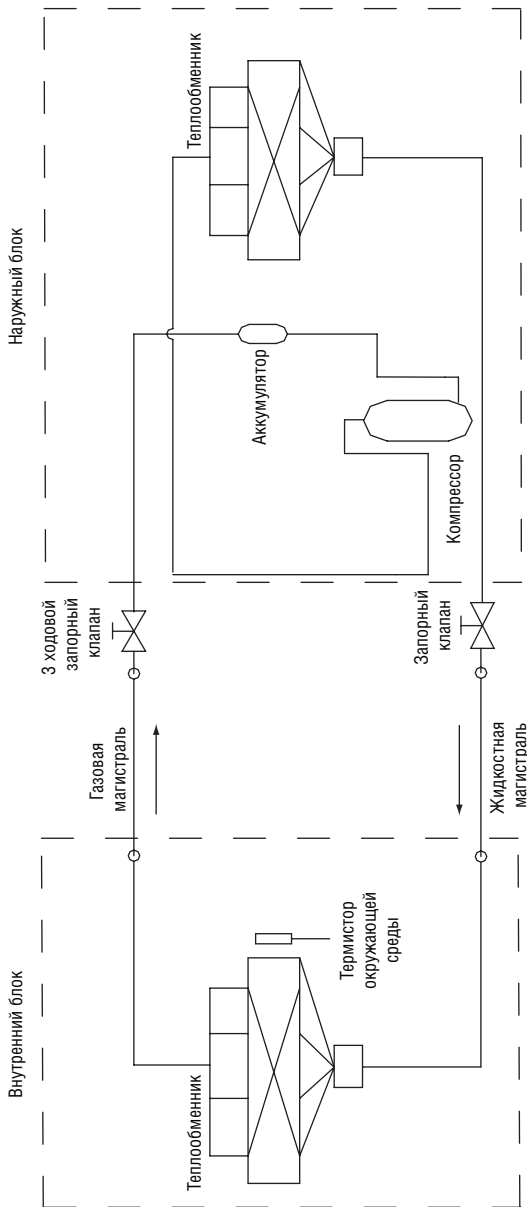 Внутренний блок
Наружный блок
3 ходовой
запорный
клапан
Газовая
магистраль
Теплообменник
Теплообменник
Аккумулятор
Термистор
окружающей
среды
Компрессор
Запорный
клапан
Жидкостная
магистраль